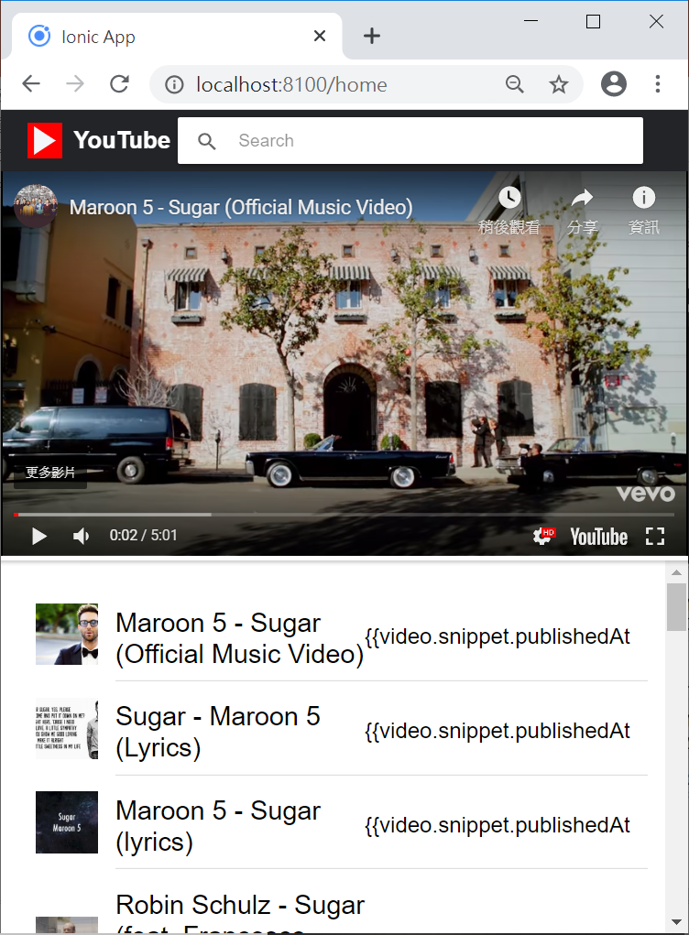 Ionic App
localhost:8100/home
YouTube
Search
Maroon 5 - Sugar (Official Music Video)
稍後觀看
分享
資訊
更多影片
vevo
0:02 / 5:01
HD
YouTube
Maroon 5 - Sugar
(Official Music Video)
{{video.snippet.publishedAt
Sugar - Maroon 5
(Lyrics)
{{video.snippet.publishedAt
Sugar
Maroon 5
Maroon 5 - Sugar
(lyrics)
{{video.snippet.publishedAt
Robin Schulz - Sugar
(feat. Francesco